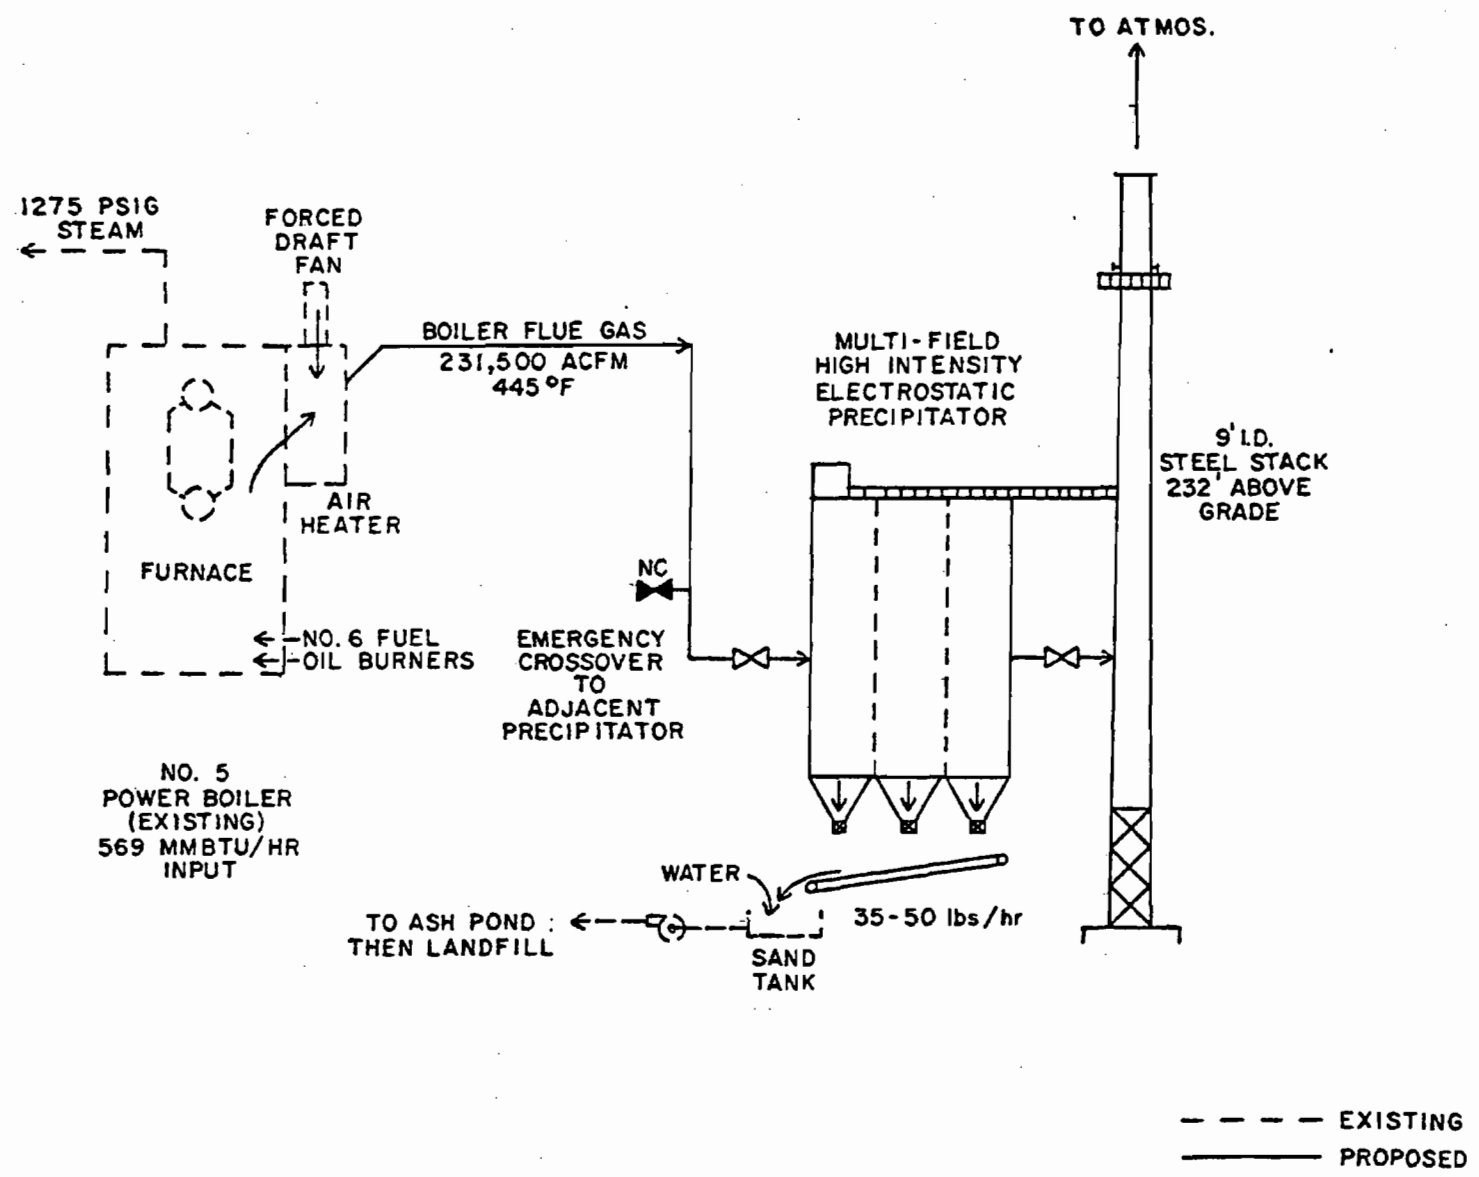 TO ATMOS.
1275 PSIG
STEAM
FORCED
DRAFT
FAN
BOILER FLUE GAS
231,500 ACFM
445°F
MULTI-FIELD
HIGH INTENSITY
ELECTROSTATIC
PRECIPITATOR
9' I.D.
STEEL STACK
232' ABOVE
GRADE
AIR
HEATER
FURNACE
NC
NO. 6 FUEL
OIL BURNERS
EMERGENCY
CROSSOVER
TO
ADJACENT
PRECIPITATOR
NO. 5
POWER BOILER
(EXISTING)
569 MMBTU/HR
INPUT
WATER
35-50 lbs/hr
TO ASH POND :
THEN LANDFILL
SAND
TANK
EXISTING
PROPOSED